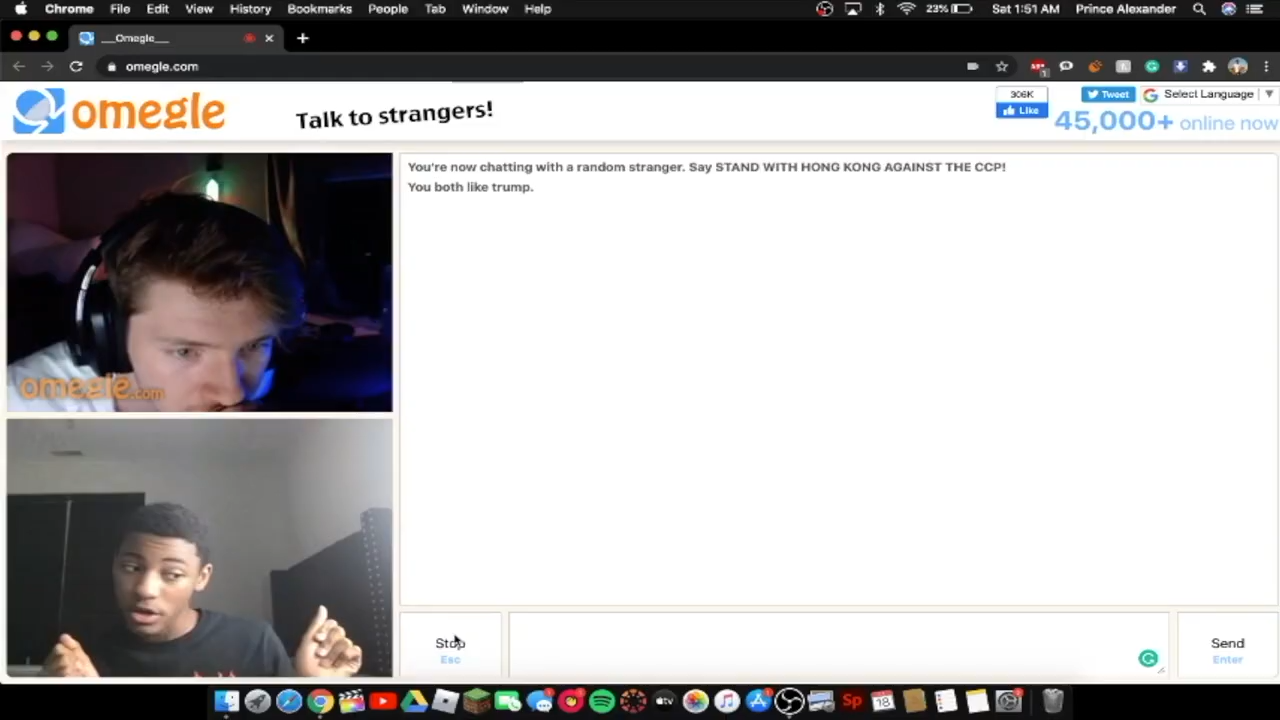 Chrome File Edit View History Bookmarks People Tab Window Help 23% Sat 1:51 AM Prince Alexander
__Omegle__
omegle.com
omegle
Talk to strangers!
306K
Like
Tweet
Select Language
45,000+ online now
You're now chatting with a random stranger. Say STAND WITH HONG KONG AGAINST THE CCP!
You both like trump.
omegle.com
Stop
Esc
Send
Enter